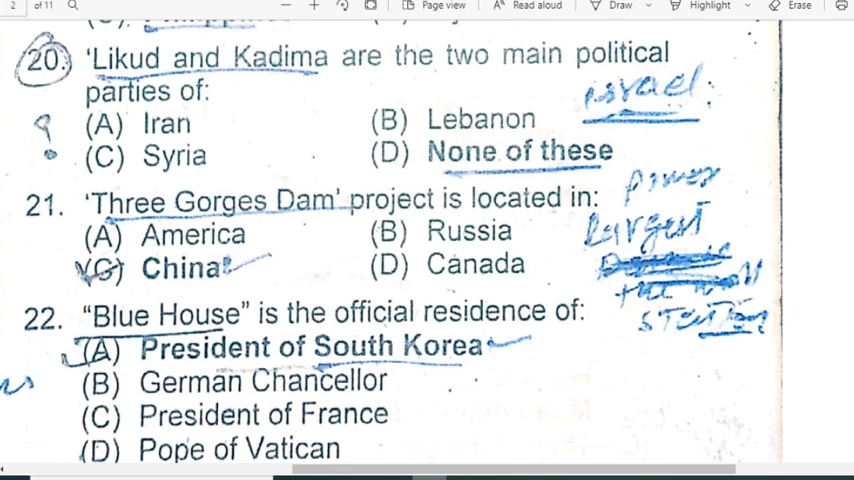 2 of 11 Page view Read aloud Draw Highlight Erase
20. 'Likud and Kadima are the two main political
parties of:
israel.
(A) Iran (B) Lebanon
(C) Syria (D) None of these
power
21. 'Three Gorges Dam' project is located in:
(A) America (B) Russia
Largest
(C) China (D) Canada
the
station
22. "Blue House" is the official residence of:
(A) President of South Korea
(B) German Chancellor
(C) President of France
(D) Pope of Vatican